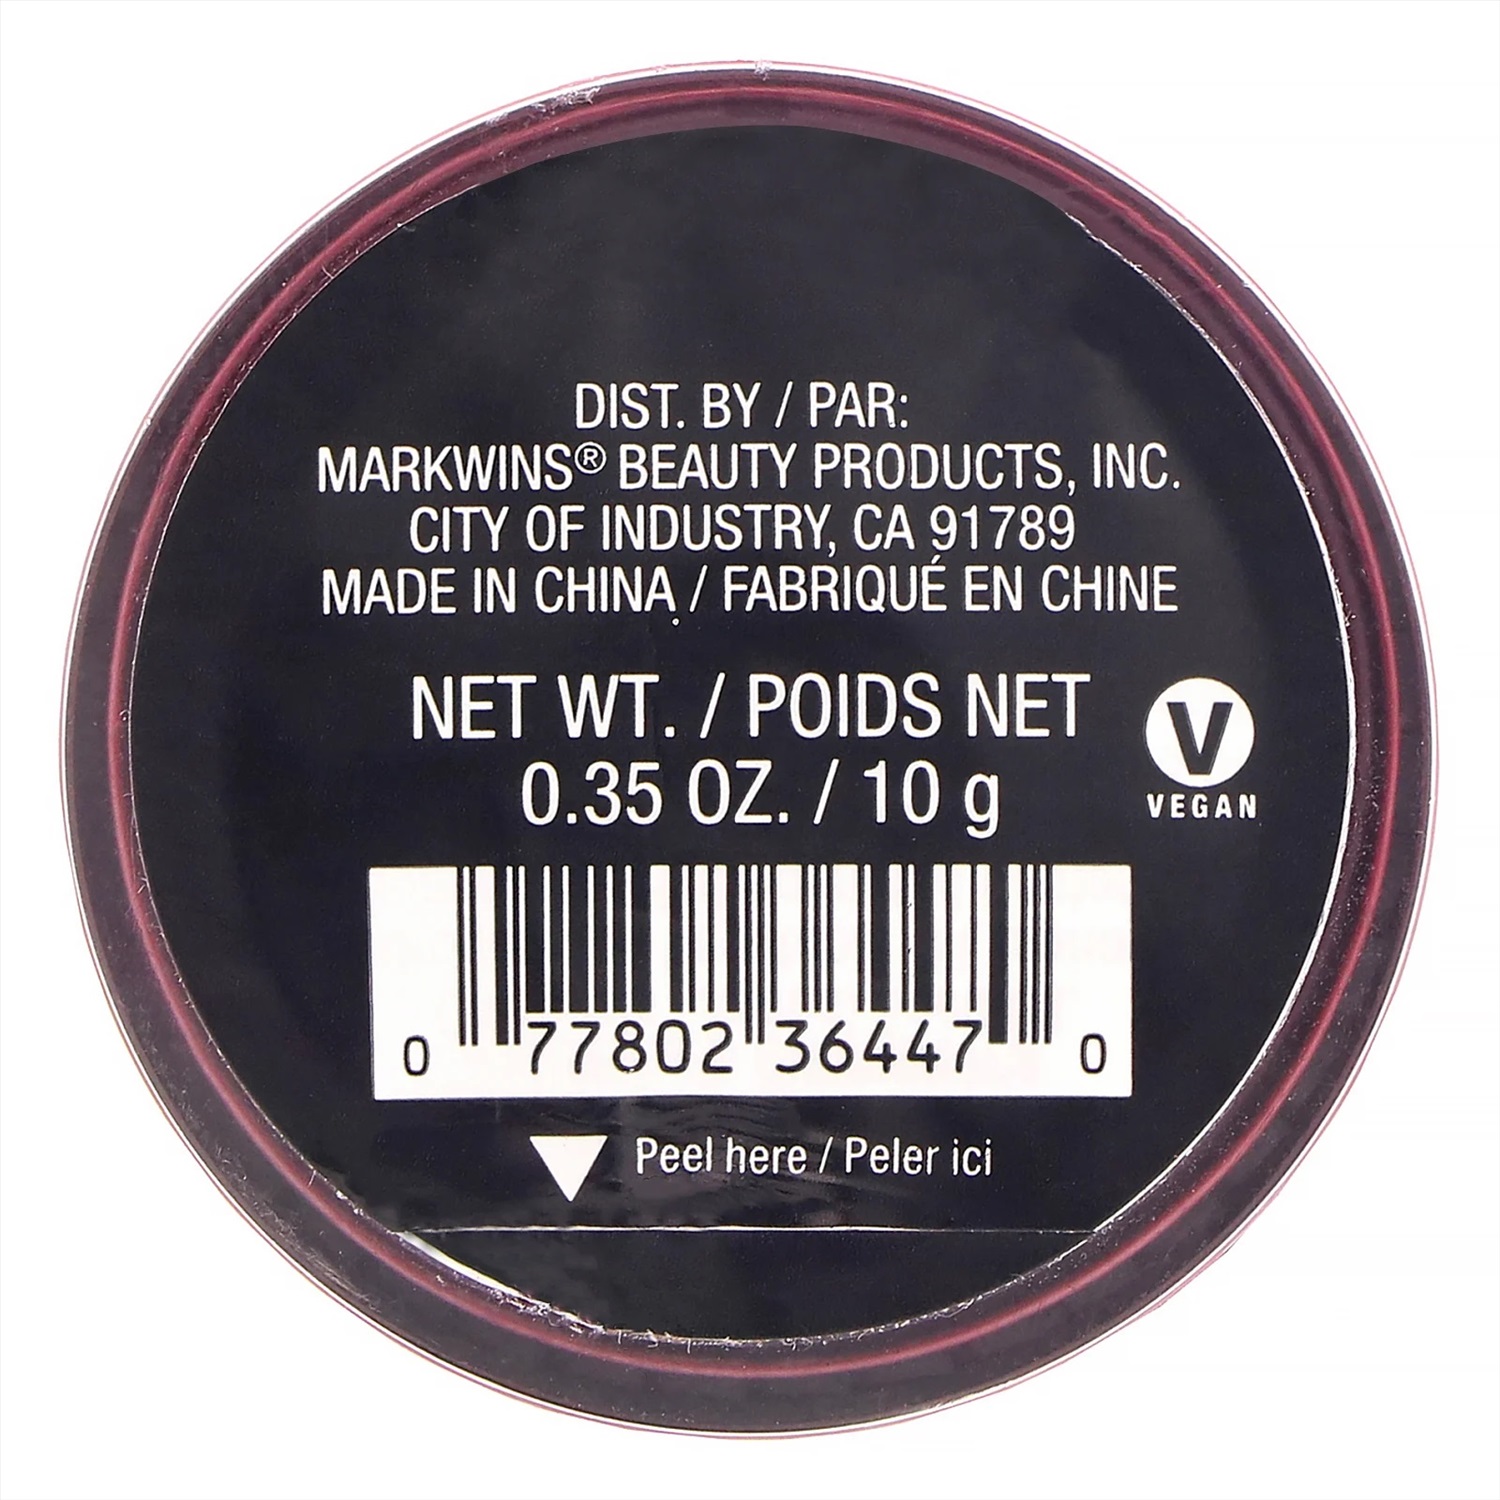 DIST. BY / PAR:
MARKWINS® BEAUTY PRODUCTS, INC.
CITY OF INDUSTRY, CA 91789
MADE IN CHINA / FABRIQUÉ EN CHINE
NET WT. / POIDS NET
0.35 OZ. / 10 g
V
VEGAN
0 77802 36447 0
Peel here / Peler ici